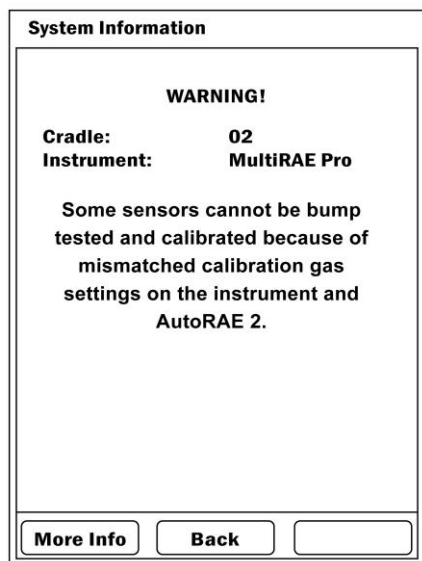 System Information
WARNING!
Cradle: 02
Instrument: MultiRAE Pro
Some sensors cannot be bump
tested and calibrated because of
mismatched calibration gas
settings on the instrument and
AutoRAE 2.
More Info Back